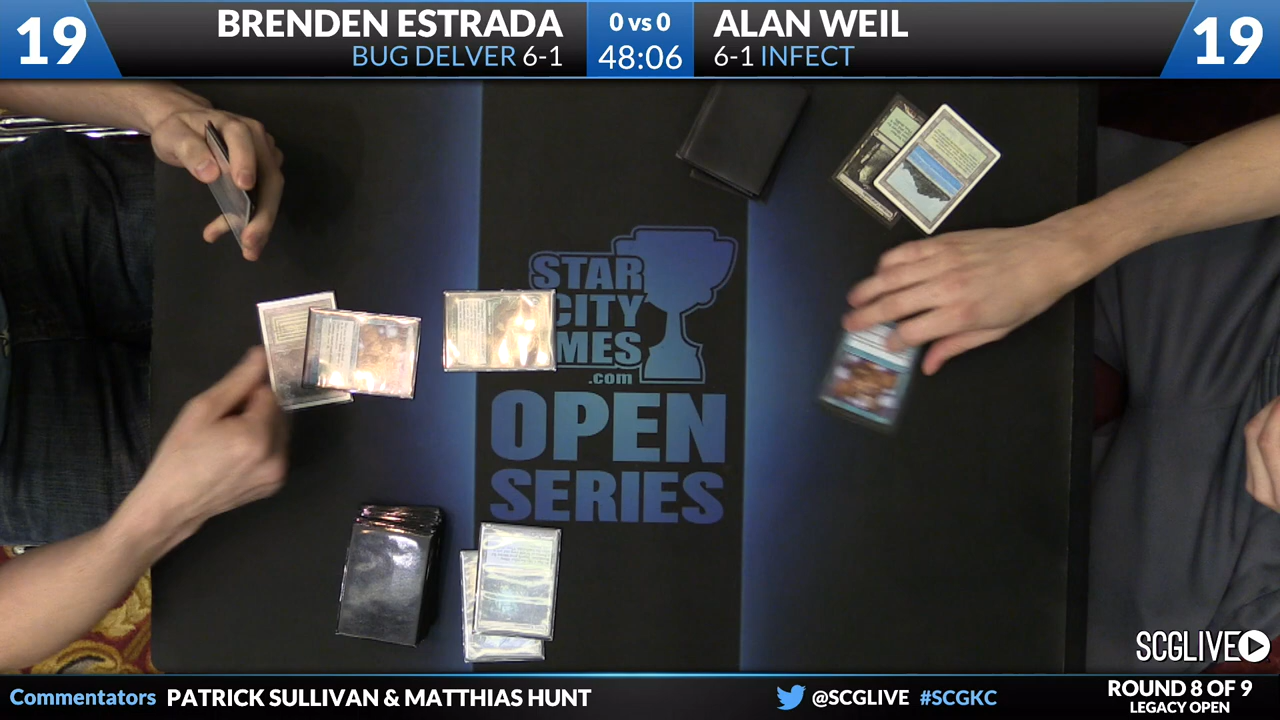 19
BRENDEN ESTRADA
BUG DELVER 6-1
0 vs 0
48:06
ALAN WEIL
6-1 INFECT
19
STAR
CITY
GAMES
.com
OPEN
SERIES
SCGLIVE
Commentators PATRICK SULLIVAN & MATTHIAS HUNT
@SCGLIVE #SCGKC
ROUND 8 OF 9
LEGACY OPEN